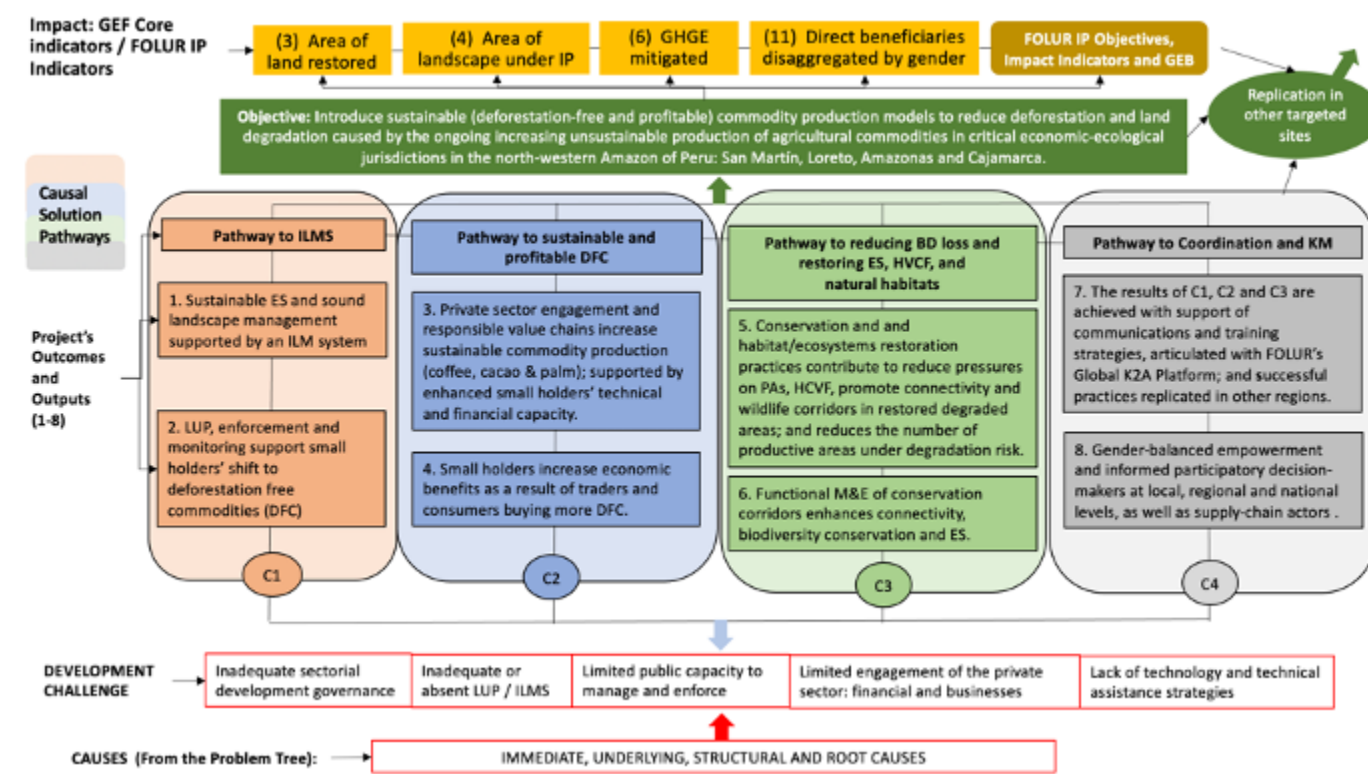 Impact: GEF Core
indicators / FOLUR IP
Indicators
(3) Area of
land restored
(4) Area of
landscape under IP
(6) GHGE
mitigated
(11) Direct beneficiaries
disaggregated by gender
FOLUR IP Objectives,
Impact Indicators and GEB
Replication in
other targeted
sites
Objective: Introduce sustainable (deforestation-free and profitable) commodity production models to reduce deforestation and land
degradation caused by the ongoing increasing unsustainable production of agricultural commodities in critical economic-ecological
jurisdictions in the north-western Amazon of Peru: San Martín, Loreto, Amazonas and Cajamarca.
Causal
Solution
Pathways
Project's
Outcomes
and
Outputs
(1-8)
Pathway to ILMS
1. Sustainable ES and sound
landscape management
supported by an ILM system
2. LUP, enforcement and
monitoring support small
holders' shift to
deforestation free
commodities (DFC)
C1
Pathway to sustainable and
profitable DFC
3. Private sector engagement and
responsible value chains increase
sustainable commodity production
(coffee, cacao & palm); supported by
enhanced small holders' technical
and financial capacity.
4. Small holders increase economic
benefits as a result of traders and
consumers buying more DFC.
C2
Pathway to reducing BD loss and
restoring ES, HVCF, and
natural habitats
5. Conservation and and
habitat/ecosystems restoration
practices contribute to reduce pressures
on PAs, HCVF, promote connectivity and
wildlife corridors in restored degraded
areas; and reduces the number of
productive areas under degradation risk.
6. Functional M&E of conservation
corridors enhances connectivity,
biodiversity conservation and ES.
C3
Pathway to Coordination and KM
7. The results of C1, C2 and C3 are
achieved with support of
communications and training
strategies, articulated with FOLUR's
Global K2A Platform; and successful
practices replicated in other regions.
8. Gender-balanced empowerment
and informed participatory decision-
makers at local, regional and national
levels, as well as supply-chain actors .
C4
DEVELOPMENT
CHALLENGE
Inadequate sectorial
development governance
Inadequate or
absent LUP / ILMS
Limited public capacity to
manage and enforce
Limited engagement of the private
sector: financial and businesses
Lack of technology and technical
assistance strategies
CAUSES (From the Problem Tree):
IMMEDIATE, UNDERLYING, STRUCTURAL AND ROOT CAUSES